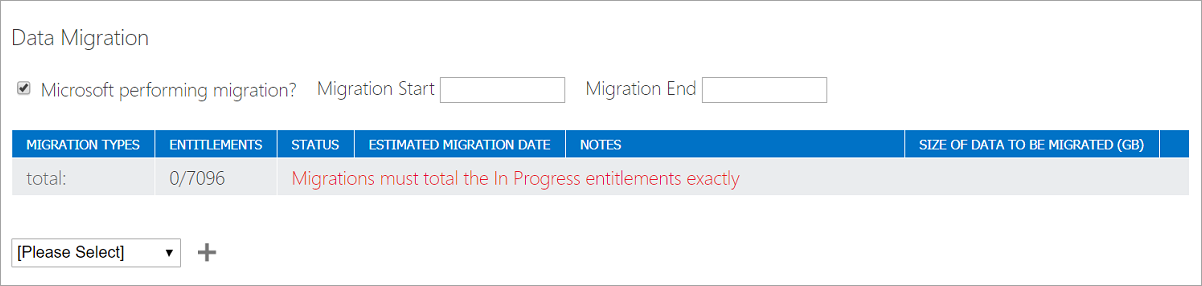 Data Migration
Microsoft performing migration? Migration Start Migration End
MIGRATION TYPES ENTITLEMENTS STATUS ESTIMATED MIGRATION DATE NOTES SIZE OF DATA TO BE MIGRATED (GB)
total: 0/7096 Migrations must total the In Progress entitlements exactly
[Please Select]